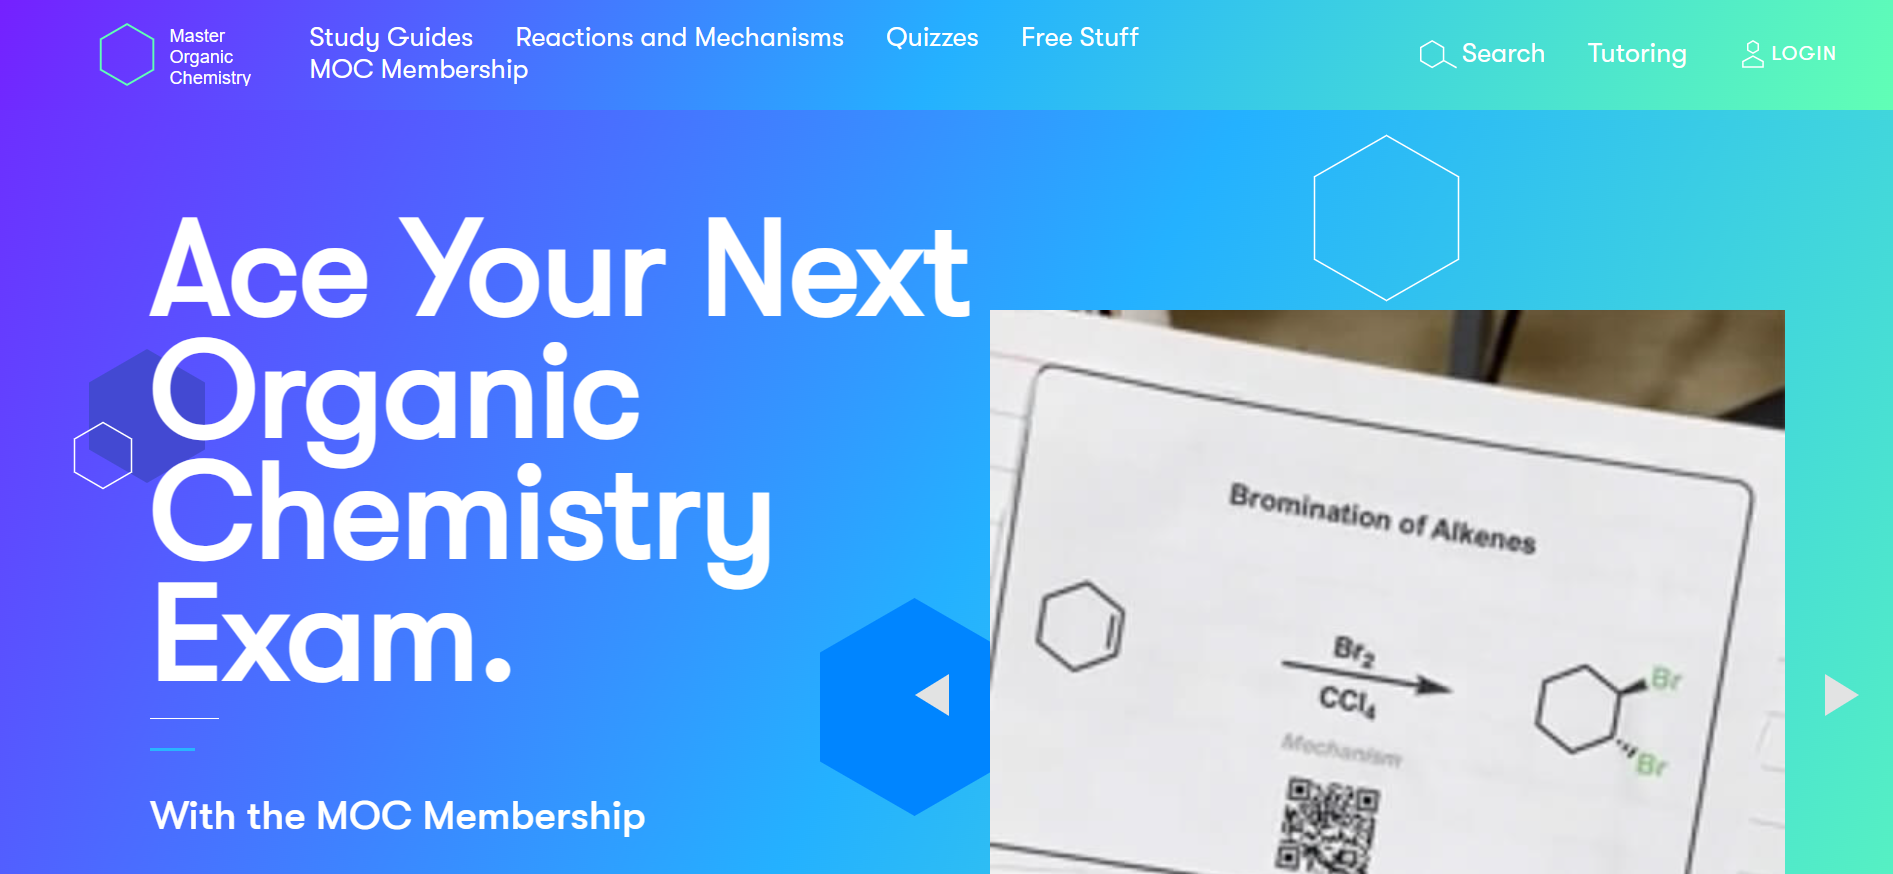 Master
Organic
Chemistry
Study Guides Reactions and Mechanisms Quizzes Free Stuff
MOC Membership
Search Tutoring LOGIN
Ace Your Next
Organic
Chemistry
Exam.
With the MOC Membership
Bromination of Alkenes
Br₂
CCl₄
Br
Br
Mechanism